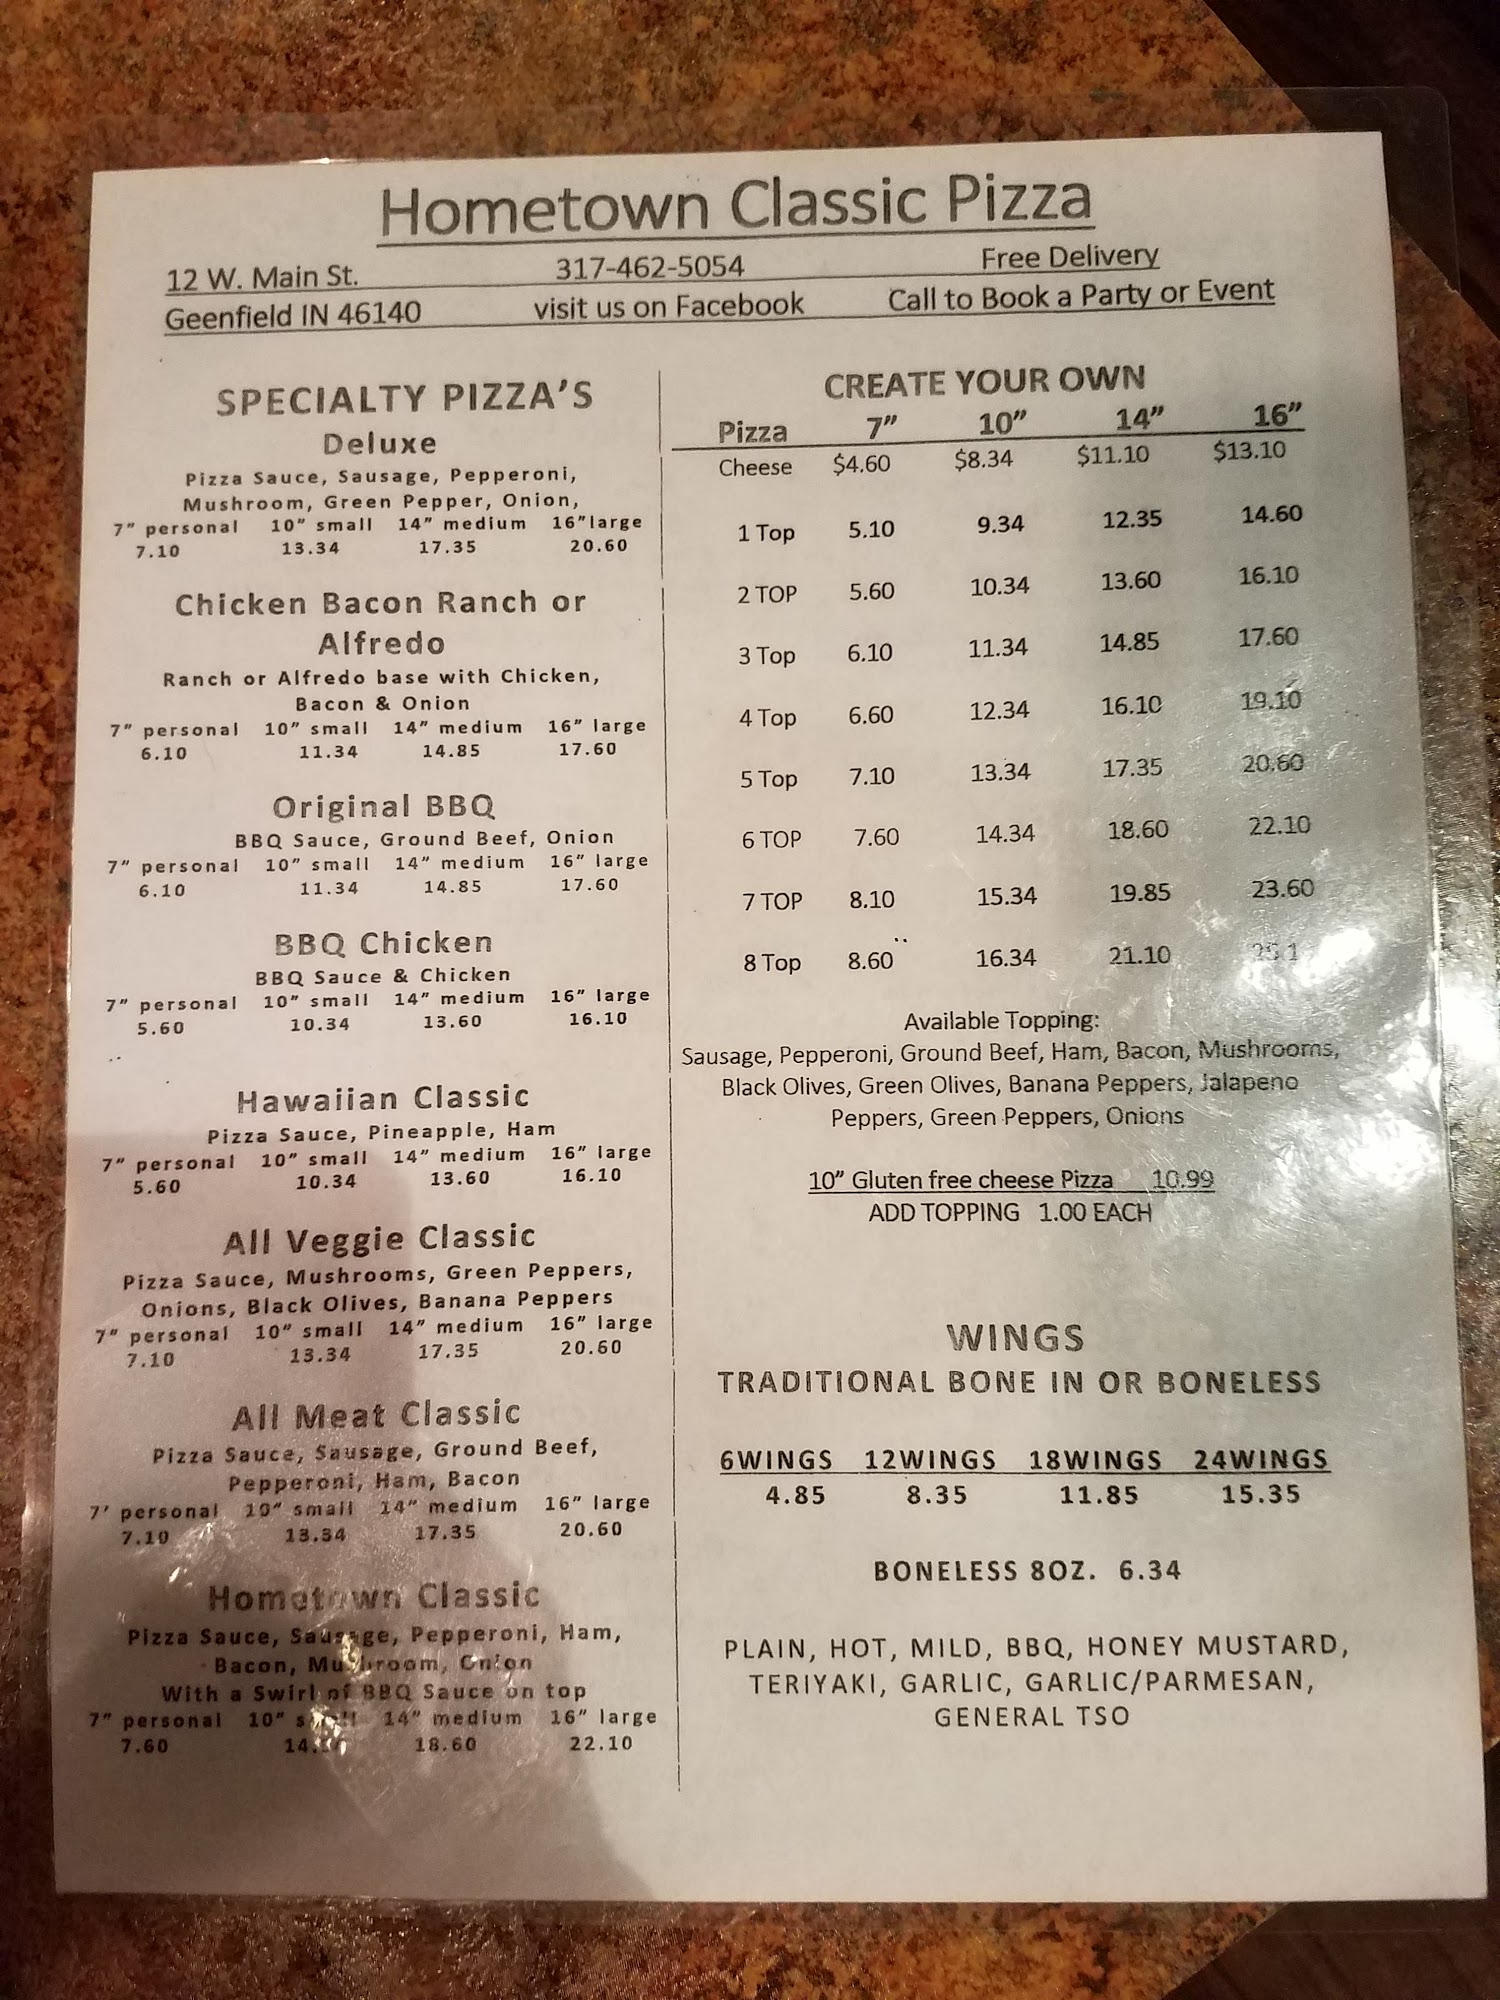 Hometown Classic Pizza
12 W. Main St. 317-462-5054 Free Delivery
Geenfield IN 46140 visit us on Facebook Call to Book a Party or Event
SPECIALTY PIZZA'S
Deluxe
Pizza Sauce, Sausage, Pepperoni,
Mushroom, Green Pepper, Onion,
7" personal 10" small 14" medium 16"large
7.10 13.34 17.35 20.60
Chicken Bacon Ranch or
Alfredo
Ranch or Alfredo base with Chicken,
Bacon & Onion
7" personal 10" small 14" medium 16" large
6.10 11.34 14.85 17.60
Original BBQ
BBQ Sauce, Ground Beef, Onion
7" personal 10" small 14" medium 16" large
6.10 11.34 14.85 17.60
BBQ Chicken
BBQ Sauce & Chicken
7" personal 10" small 14" medium 16" large
5.60 10.34 13.60 16.10
Hawaiian Classic
Pizza Sauce, Pineapple, Ham
7" personal 10" small 14" medium 16" large
5.60 10.34 13.60 16.10
All Veggie Classic
Pizza Sauce, Mushrooms, Green Peppers,
Onions, Black Olives, Banana Peppers
7" personal 10" small 14" medium 16" large
7.10 13.34 17.35 20.60
All Meat Classic
Pizza Sauce, Sausage, Ground Beef,
Pepperoni, Ham, Bacon
7' personal 10" small 14" medium 16" large
7.10 13.34 17.35 20.60
Hometown Classic
Pizza Sauce, Sausage, Pepperoni, Ham,
Bacon, Mushroom, Onion
With a Swirl of BBQ Sauce on top
7" personal 10" small 14" medium 16" large
7.60 18.60 22.10
CREATE YOUR OWN
Pizza 7" 10" 14" 16"
Cheese $4.60 $8.34 $11.10 $13.10
1 Top 5.10 9.34 12.35 14.60
2 TOP 5.60 10.34 13.60 16.10
3 Top 6.10 11.34 14.85 17.60
4 Top 6.60 12.34 16.10 19.10
5 Top 7.10 13.34 17.35 20.60
6 TOP 7.60 14.34 18.60 22.10
7 TOP 8.10 15.34 19.85 23.60
8 Top 8.60 16.34 21.10
Available Topping:
Sausage, Pepperoni, Ground Beef, Ham, Bacon, Mushrooms,
Black Olives, Green Olives, Banana Peppers, Jalapeno
Peppers, Green Peppers, Onions
10" Gluten free cheese Pizza 10.99
ADD TOPPING 1.00 EACH
WINGS
TRADITIONAL BONE IN OR BONELESS
6WINGS 12WINGS 18WINGS 24WINGS
4.85 8.35 11.85 15.35
BONELESS 8OZ. 6.34
PLAIN, HOT, MILD, BBQ, HONEY MUSTARD,
TERIYAKI, GARLIC, GARLIC/PARMESAN,
GENERAL TSO